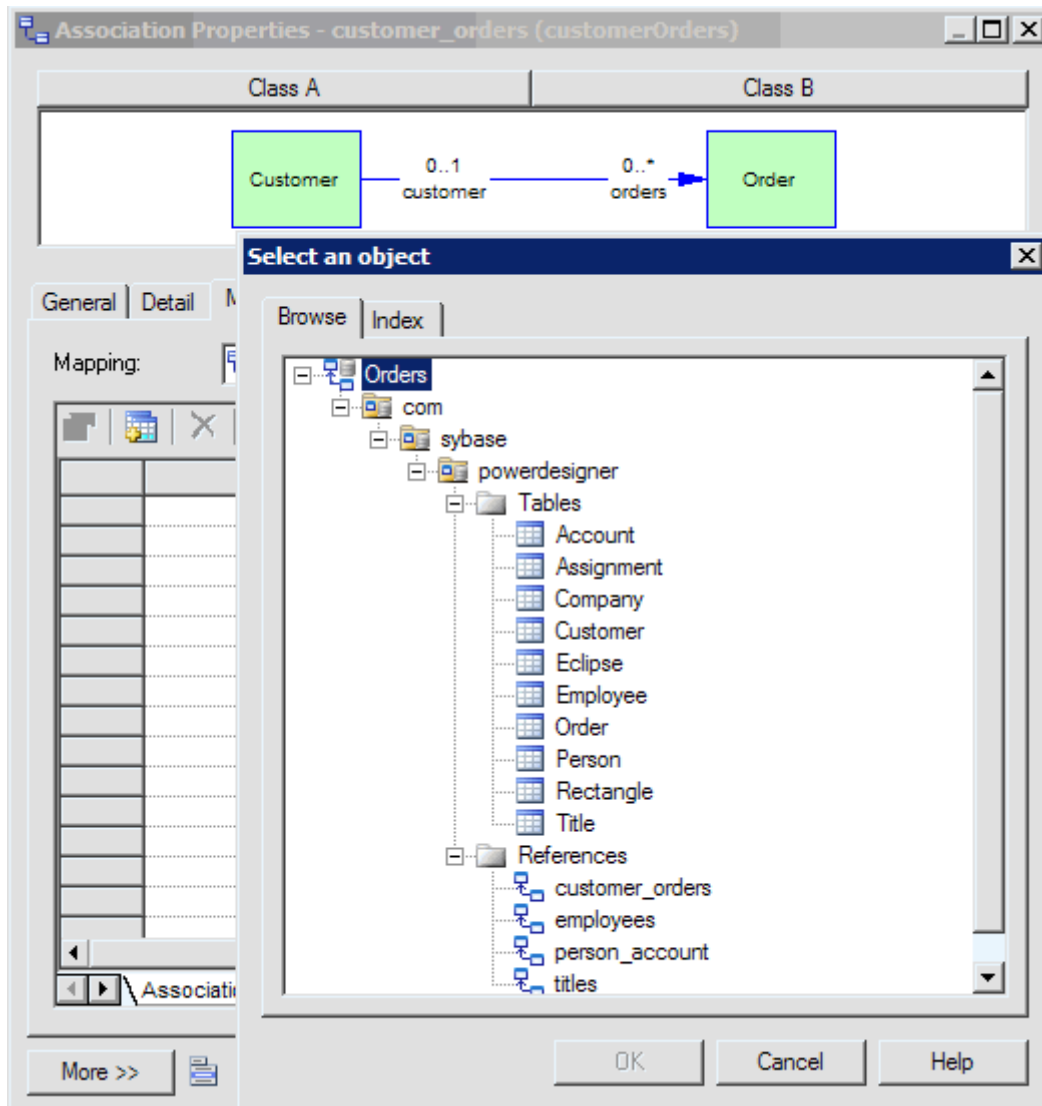 Association Properties - customer_orders (customerOrders)
Class A
Class B
Customer
0..1
customer
0..*
orders
Order
Select an object
General
Detail
Browse
Index
Mapping:
Orders
com
sybase
powerdesigner
Tables
Account
Assignment
Company
Customer
Eclipse
Employee
Order
Person
Rectangle
Title
References
customer_orders
employees
person_account
titles
More >>
OK
Cancel
Help